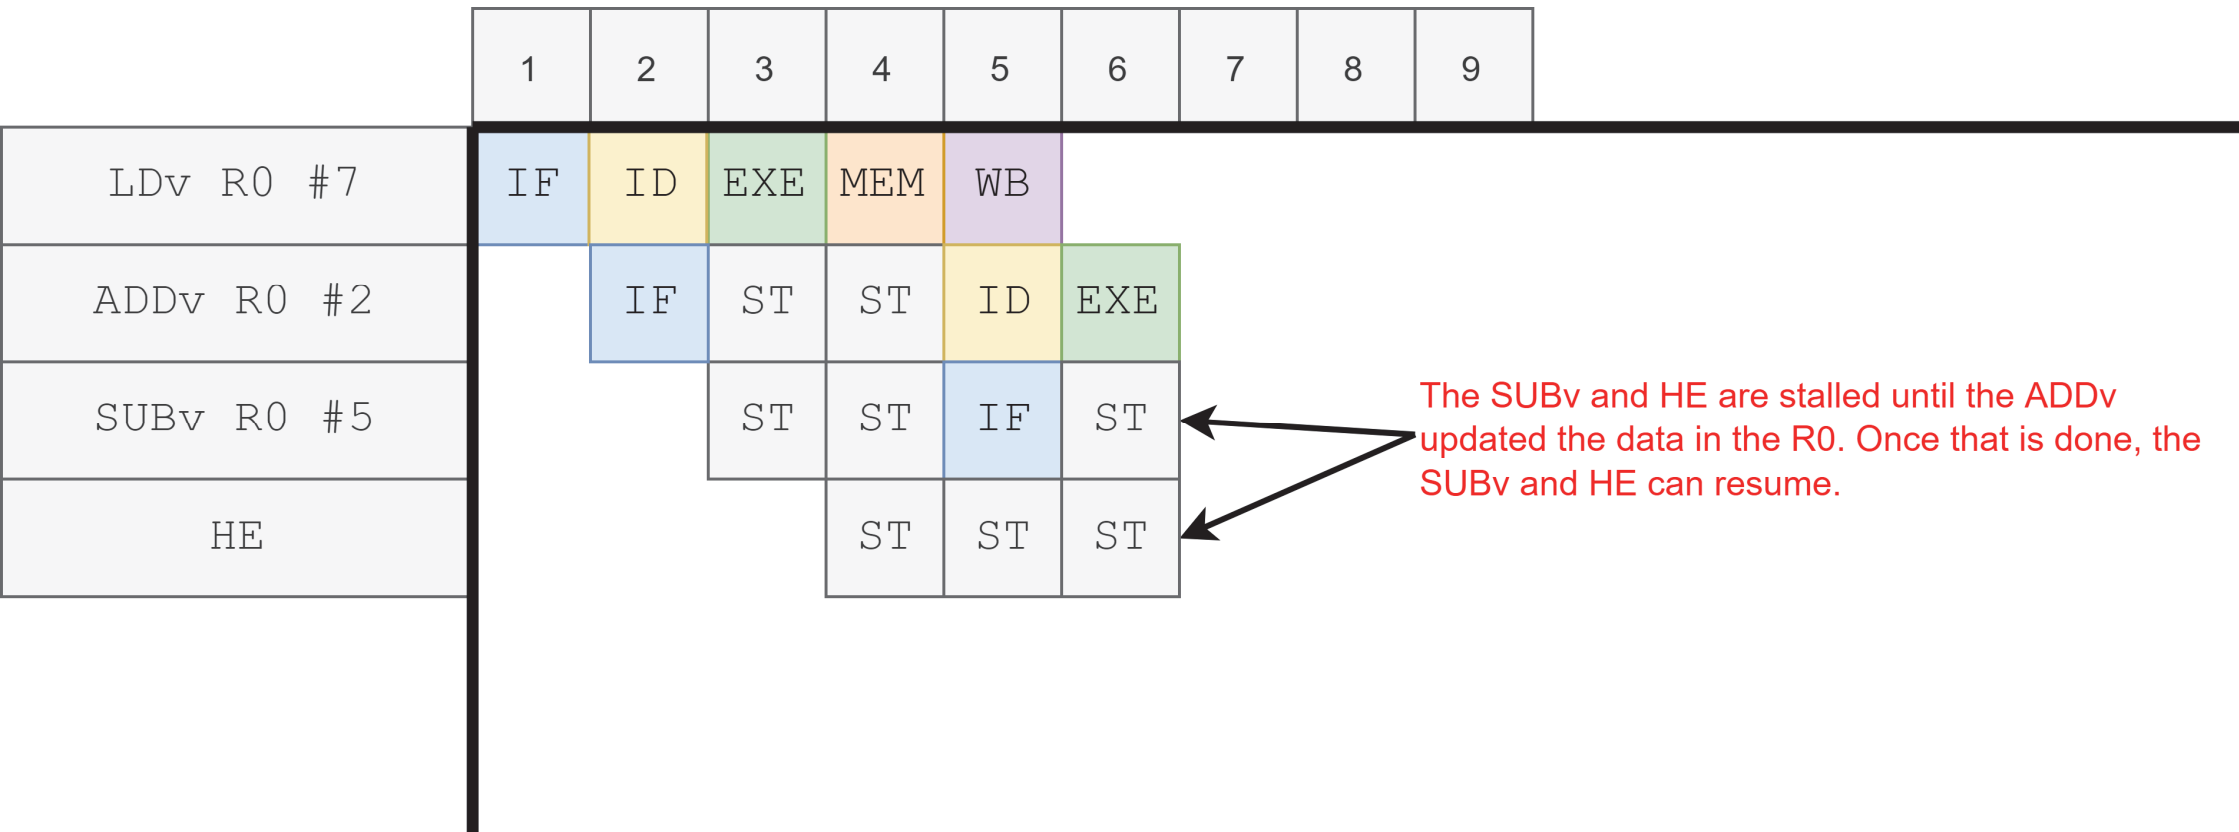 1 2 3 4 5 6 7 8 9
LDv R0 #7 IF ID EXE MEM WB
ADDv R0 #2 IF ST ST ID EXE
SUBv R0 #5 ST ST IF ST
HE ST ST ST
The SUBv and HE are stalled until the ADDv
updated the data in the R0. Once that is done, the
SUBv and HE can resume.